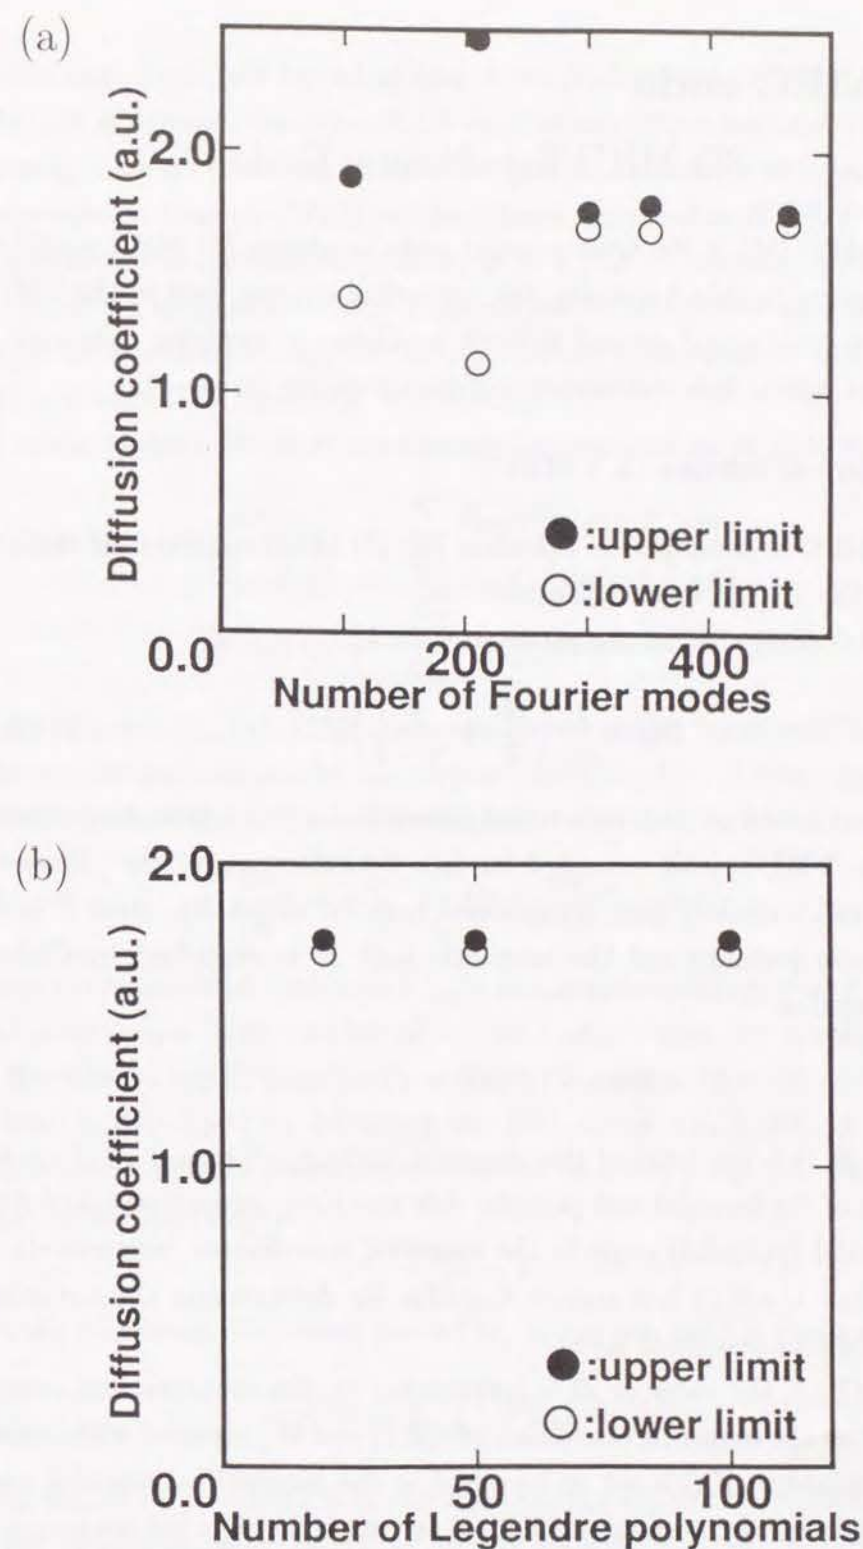 (a)
Diffusion coefficient (a.u.)
2.0
1.0
●:upper limit
○:lower limit
0.0 200 400
Number of Fourier modes
(b)
Diffusion coefficient (a.u.)
2.0
1.0
●:upper limit
○:lower limit
0.0 50 100
Number of Legendre polynomials